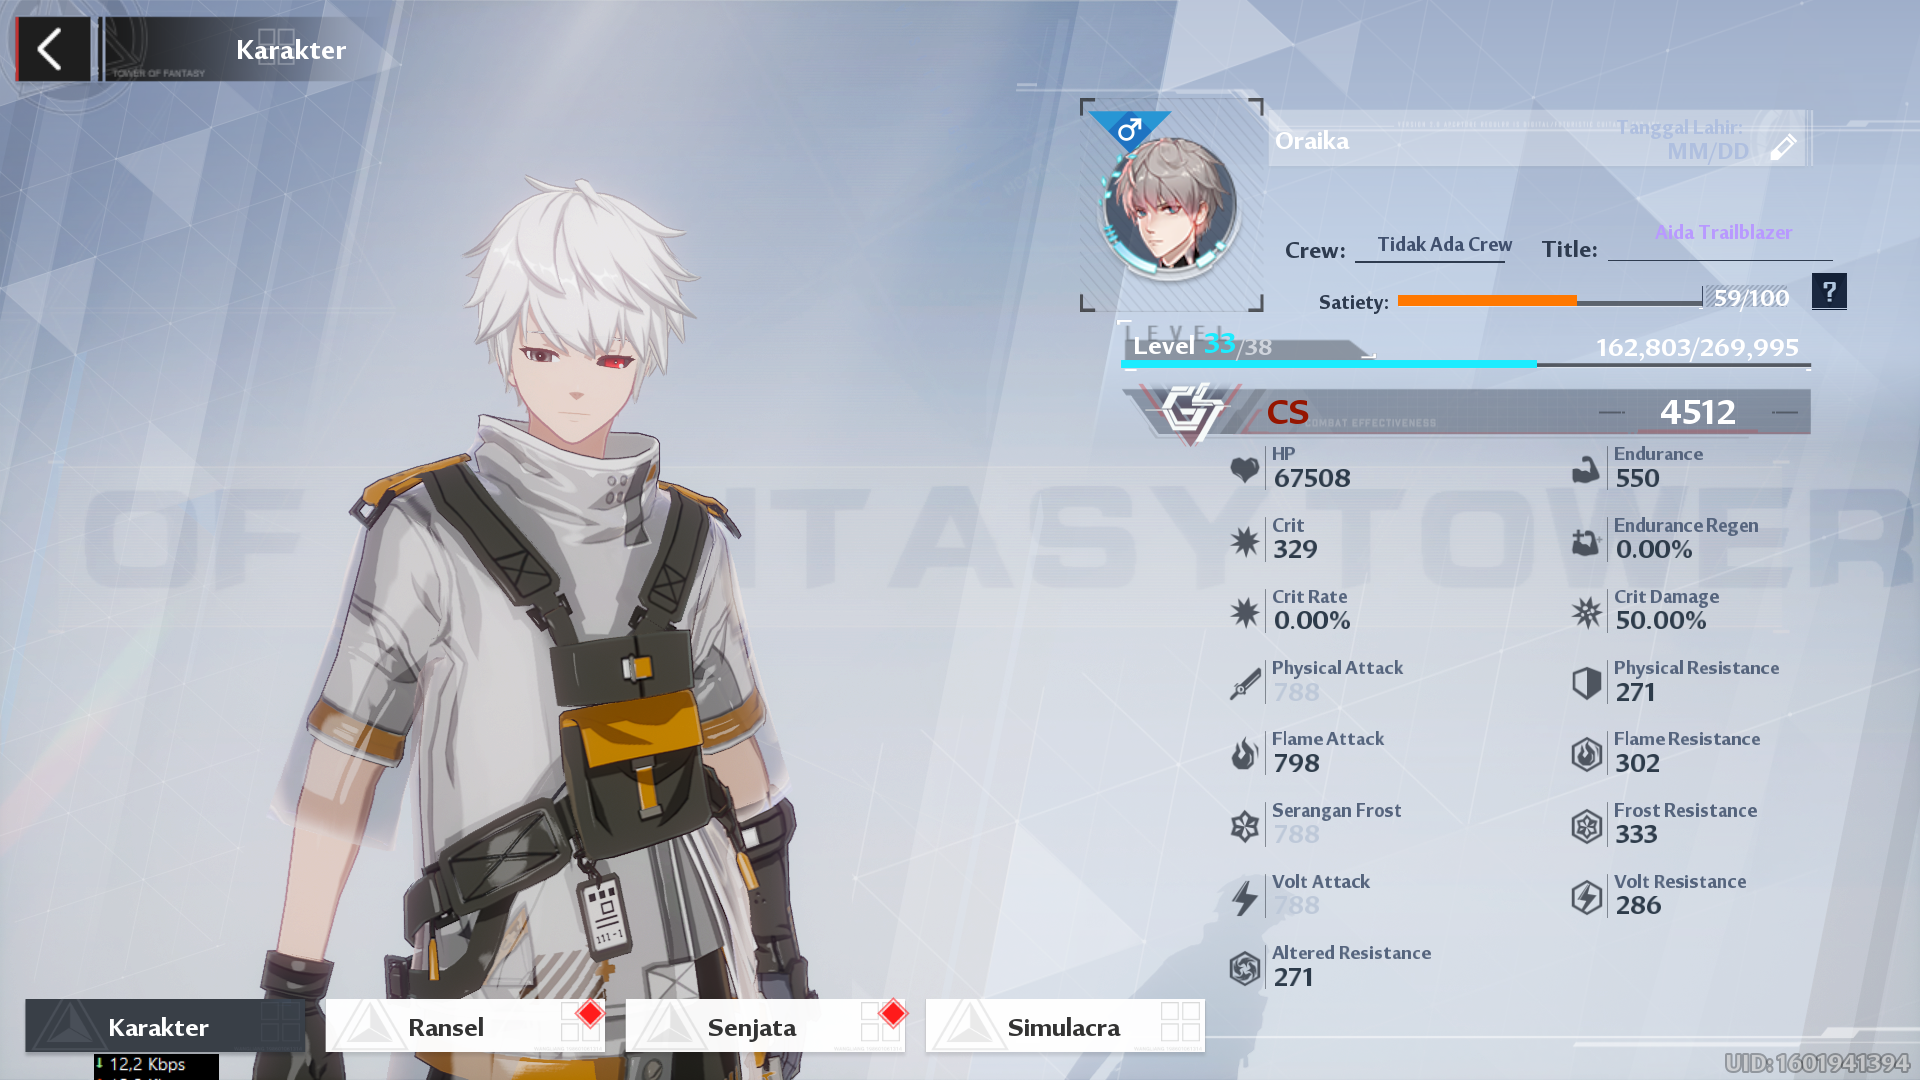 Karakter
TOWER OF FANTASY
Oraika
Tanggal Lahir:
MM/DD
Crew: Tidak Ada Crew Title: Aida Trailblazer
Satiety: 59/100 ?
LEVEL
Level 33/38 162,803/269,995
CS COMBAT EFFECTIVENESS 4512
HP
67508
Endurance
550
Crit
329
Endurance Regen
0.00%
Crit Rate
0.00%
Crit Damage
50.00%
Physical Attack
788
Physical Resistance
271
Flame Attack
798
Flame Resistance
302
Serangan Frost
788
Frost Resistance
333
Volt Attack
788
Volt Resistance
286
Altered Resistance
271
OF FANTASY TOWER
111-1
Karakter
Ransel
Senjata
Simulacra
12,2 Kbps
UID:1601941394